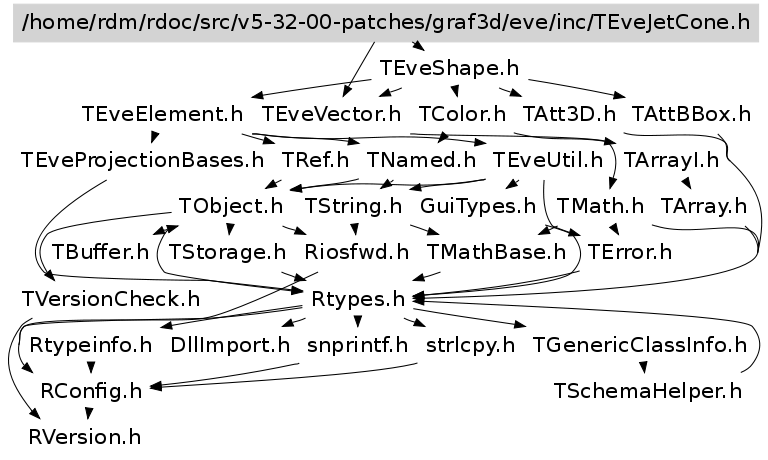 /home/rdm/rdoc/src/v5-32-00-patches/graf3d/eve/inc/TEveJetCone.h
TEveShape.h
TEveElement.h TEveVector.h TColor.h TAtt3D.h TAttBBox.h
TEveProjectionBases.h TRef.h TNamed.h TEveUtil.h TArrayI.h
TObject.h TString.h GuiTypes.h TMath.h TArray.h
TBuffer.h TStorage.h Riosfwd.h TMathBase.h TError.h
TVersionCheck.h Rtypes.h
Rtypeinfo.h DllImport.h snprintf.h strlcpy.h TGenericClassInfo.h
RConfig.h TSchemaHelper.h
RVersion.h